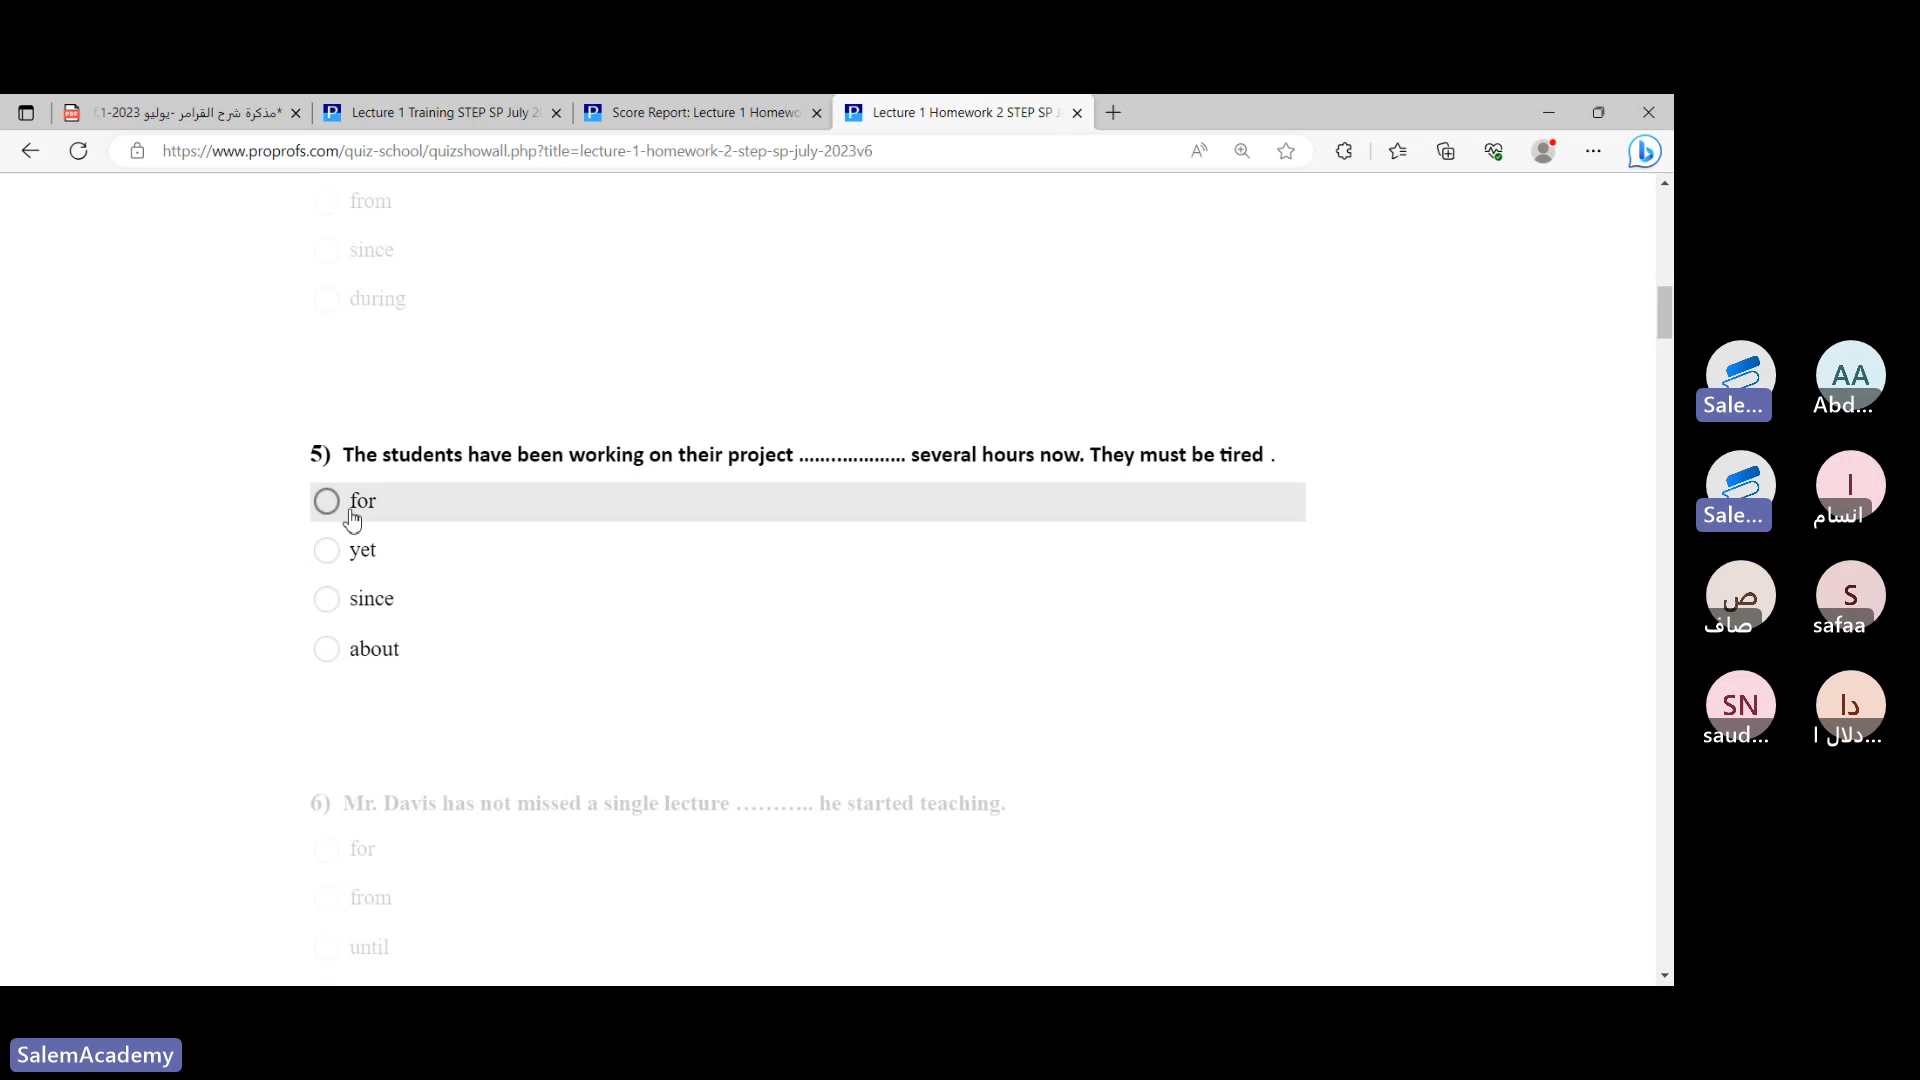 *مذكرة شرح القرامر -يوليو 2023-1.
Lecture 1 Training STEP SP July 2
Score Report: Lecture 1 Homewo
Lecture 1 Homework 2 STEP SP J
https://www.proprofs.com/quiz-school/quizshowall.php?title=lecture-1-homework-2-step-sp-july-2023v6
from
since
during
5) The students have been working on their project .................... several hours now. They must be tired .
for
yet
since
about
6) Mr. Davis has not missed a single lecture ……….. he started teaching.
for
from
until
AA
Sale...
Abd...
ا
Sale...
انسام
ص
S
صاف
safaa
SN
دا
saud...
دلال ا...
SalemAcademy